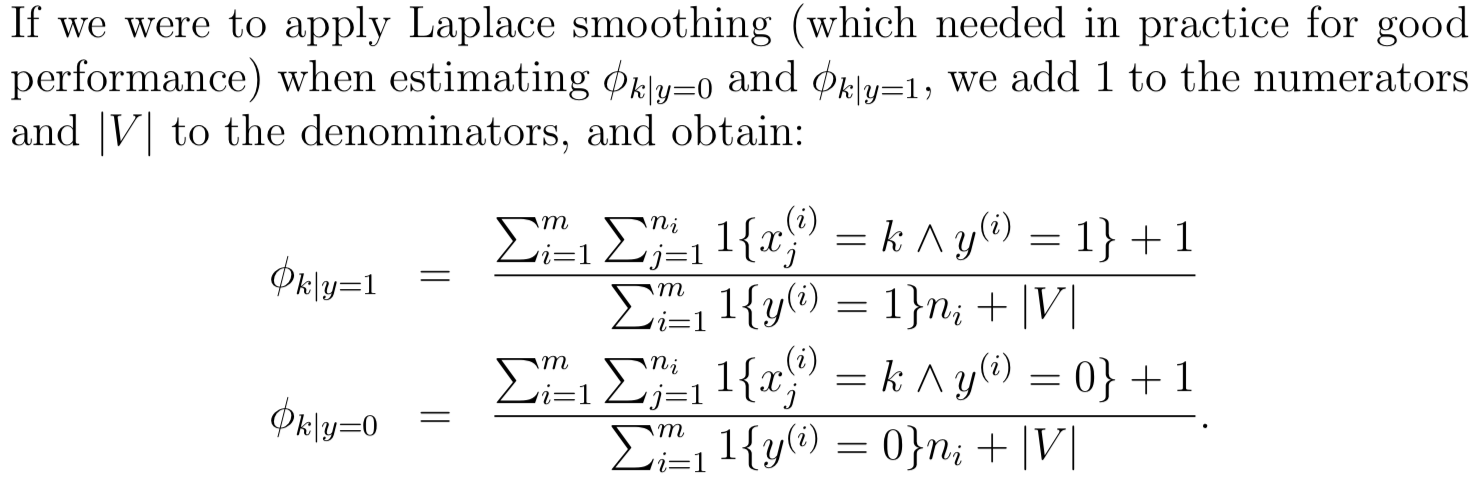 If we were to apply Laplace smoothing (which needed in practice for good
performance) when estimating ϕ_{k|y=0} and ϕ_{k|y=1}, we add 1 to the numerators
and |V| to the denominators, and obtain:
ϕ_{k|y=1} = \frac{∑_{i=1}^{m} ∑_{j=1}^{n_i} 1{x_j^{(i)} = k ∧ y^{(i)} = 1} + 1}{∑_{i=1}^{m} 1{y^{(i)} = 1}n_i + |V|}
ϕ_{k|y=0} = \frac{∑_{i=1}^{m} ∑_{j=1}^{n_i} 1{x_j^{(i)} = k ∧ y^{(i)} = 0} + 1}{∑_{i=1}^{m} 1{y^{(i)} = 0}n_i + |V|}.